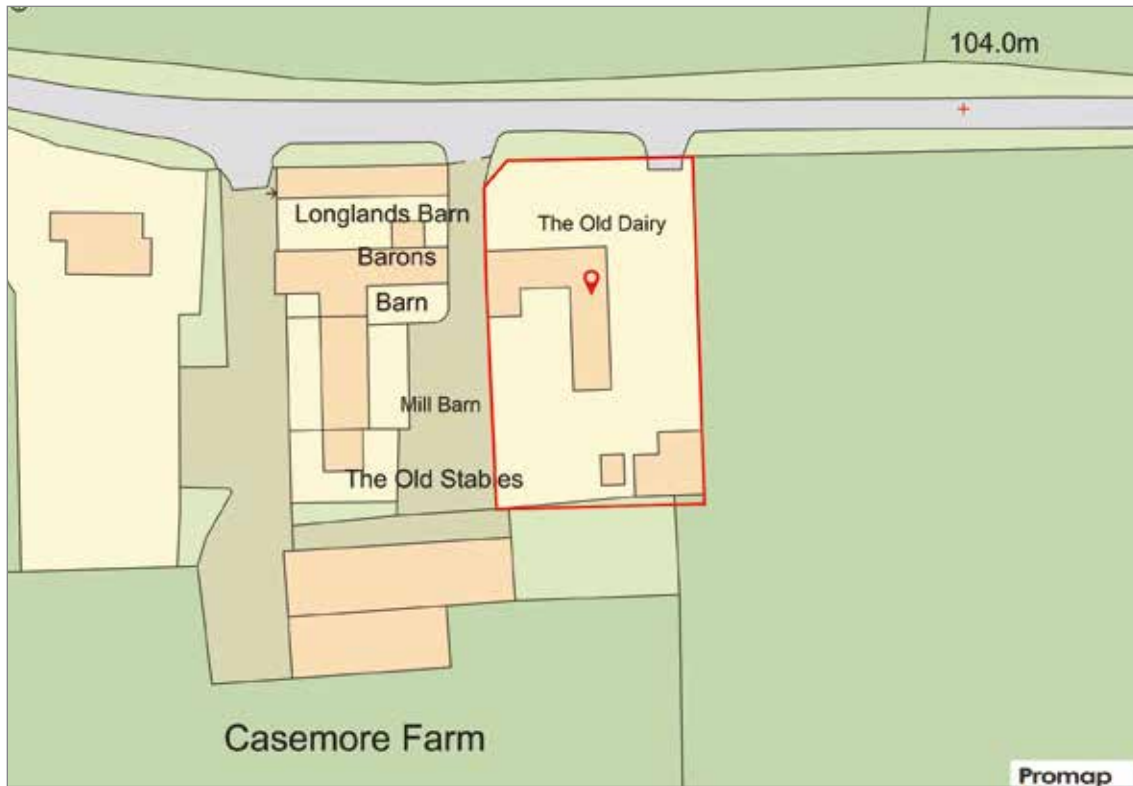 104.0m
Longlands Barn
The Old Dairy
Barons
Barn
Mill Barn
The Old Stables
Casemore Farm
Promap